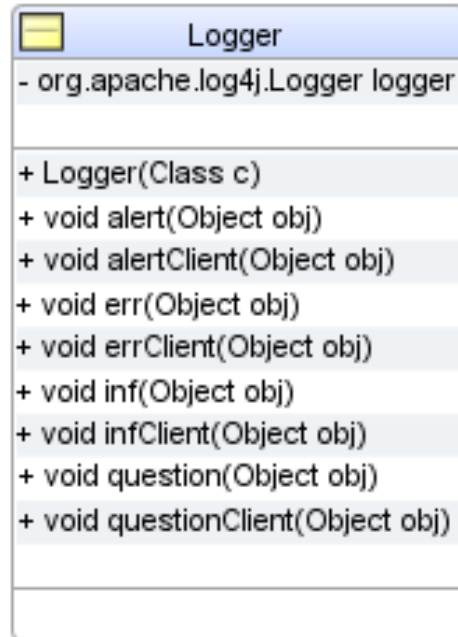 Logger
- org.apache.log4j.Logger logger
+ Logger(Class c)
+ void alert(Object obj)
+ void alertClient(Object obj)
+ void err(Object obj)
+ void errClient(Object obj)
+ void inf(Object obj)
+ void infClient(Object obj)
+ void question(Object obj)
+ void questionClient(Object obj)